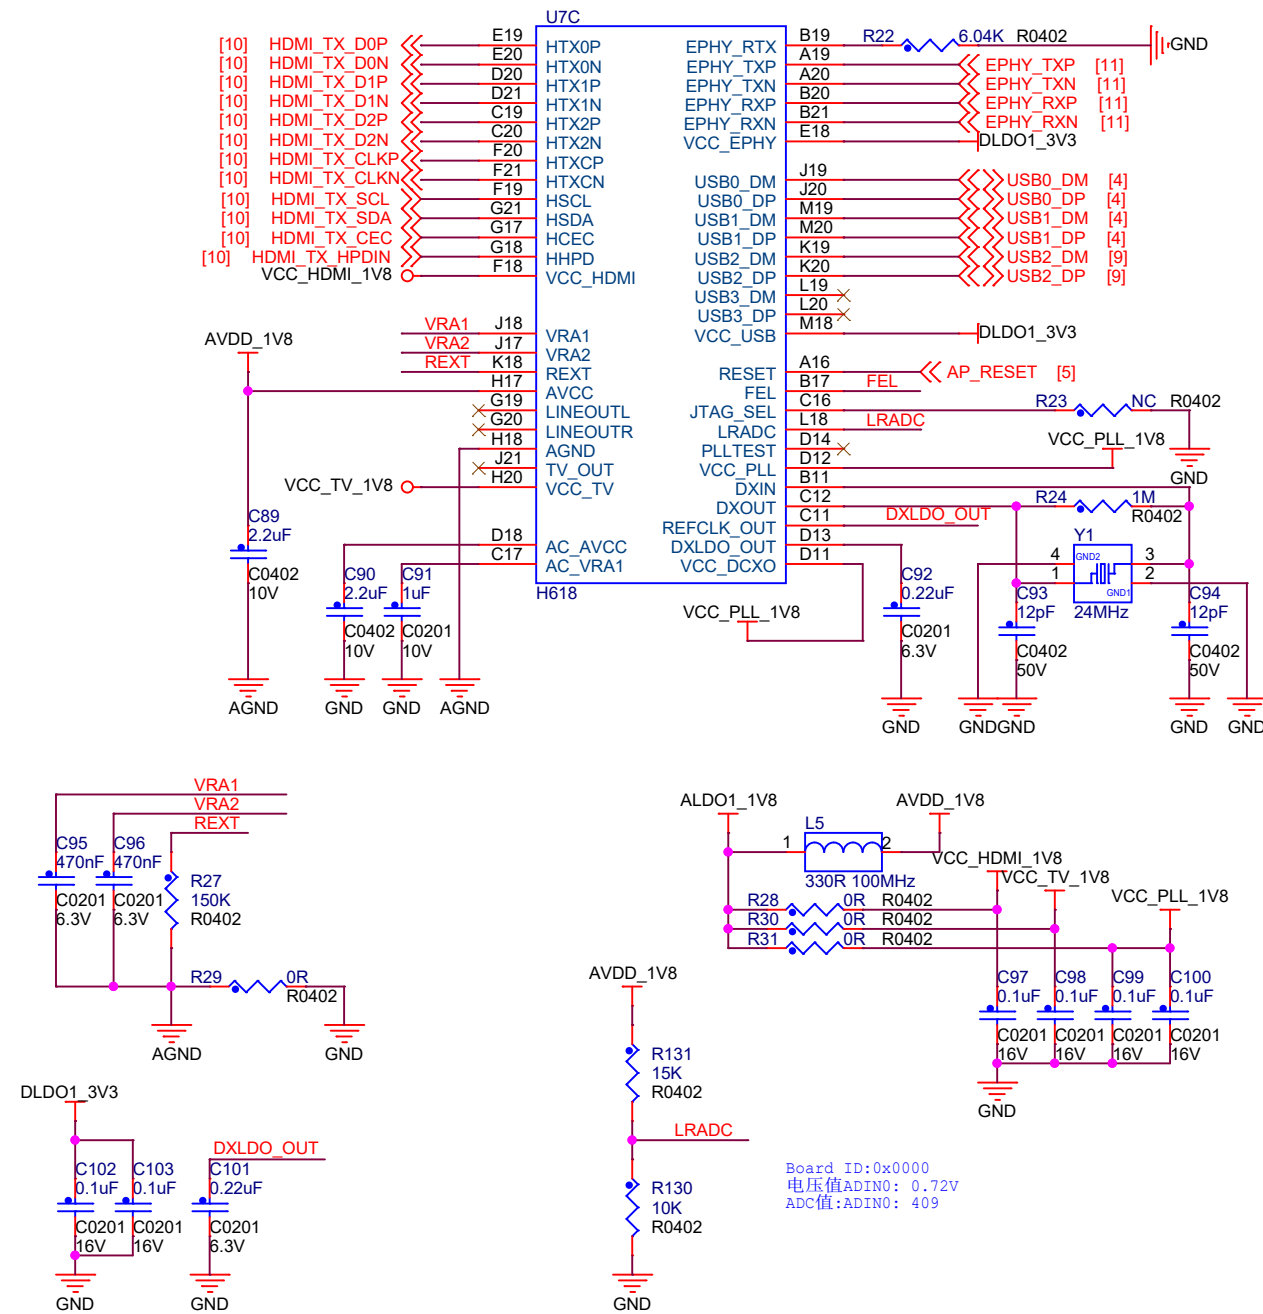 U7C
[10] HDMI_TX_D0P E19 HTX0P
[10] HDMI_TX_D0N E20 HTX0N
[10] HDMI_TX_D1P D20 HTX1P
[10] HDMI_TX_D1N D21 HTX1N
[10] HDMI_TX_D2P C19 HTX2P
[10] HDMI_TX_D2N C20 HTX2N
[10] HDMI_TX_CLKP F20 HTXCP
[10] HDMI_TX_CLKN F21 HTXCN
[10] HDMI_TX_SCL F19 HSCL
[10] HDMI_TX_SDA G21 HSDA
[10] HDMI_TX_CEC G17 HCEC
[10] HDMI_TX_HPDIN G18 HHPD
VCC_HDMI_1V8 F18 VCC_HDMI
VRA1 J18 VRA1
VRA2 J17 VRA2
REXT K18 REXT
AVDD_1V8
H17 AVCC
G19 LINEOUTL
G20 LINEOUTR
H18 AGND
J21 TV_OUT
VCC_TV_1V8 H20 VCC_TV
D18 AC_AVCC
C17 AC_VRA1
H618
EPHY_RTX B19 R22 6.04K R0402 GND
EPHY_TXP A19 EPHY_TXP [11]
EPHY_TXN A20 EPHY_TXN [11]
EPHY_RXP B20 EPHY_RXP [11]
EPHY_RXN B21 EPHY_RXN [11]
VCC_EPHY E18 DLDO1_3V3
USB0_DM J19 USB0_DM [4]
USB0_DP J20 USB0_DP [4]
USB1_DM M19 USB1_DM [4]
USB1_DP M20 USB1_DP [4]
USB2_DM K19 USB2_DM [9]
USB2_DP K20 USB2_DP [9]
USB3_DM L19
USB3_DP L20
VCC_USB M18 DLDO1_3V3
RESET A16 AP_RESET [5]
FEL B17 FEL
JTAG_SEL C16 R23 NC R0402
GND
LRADC L18 LRADC
PLLTEST D14
VCC_PLL D12 VCC_PLL_1V8
DXIN B11
DXOUT C12 R24 1M
R0402
REFCLK_OUT C11 DXLDO_OUT
DXLDO_OUT D13
VCC_DCXO D11
VCC_PLL_1V8
C89
2.2uF
C0402
10V
AGND
C90
2.2uF
C0402
10V
GND
C91
1uF
C0201
10V
GND
AGND
C92
0.22uF
C0201
6.3V
GND
Y1
4 GND2 3
1 GND1 2
24MHz
C93
12pF
C0402
50V
GND GND
C94
12pF
C0402
50V
GND
GND
VRA1
VRA2
REXT
C95
470nF
C0201
6.3V
C96
470nF
C0201
6.3V
R27
150K
R0402
R29 0R
R0402
AGND
GND
DLDO1_3V3
C102
0.1uF
C0201
16V
C103
0.1uF
C0201
16V
GND
DXLDO_OUT
C101
0.22uF
C0201
6.3V
GND
AVDD_1V8
R131
15K
R0402
LRADC
R130
10K
R0402
GND
ALDO1_1V8
AVDD_1V8
L5
1 2
330R 100MHz
VCC_HDMI_1V8
VCC_TV_1V8
VCC_PLL_1V8
R28 0R R0402
R30 0R R0402
R31 0R R0402
C97
0.1uF
C0201
16V
C98
0.1uF
C0201
16V
C99
0.1uF
C0201
16V
C100
0.1uF
C0201
16V
GND
Board ID:0x0000
电压值ADIN0: 0.72V
ADC值:ADIN0: 409